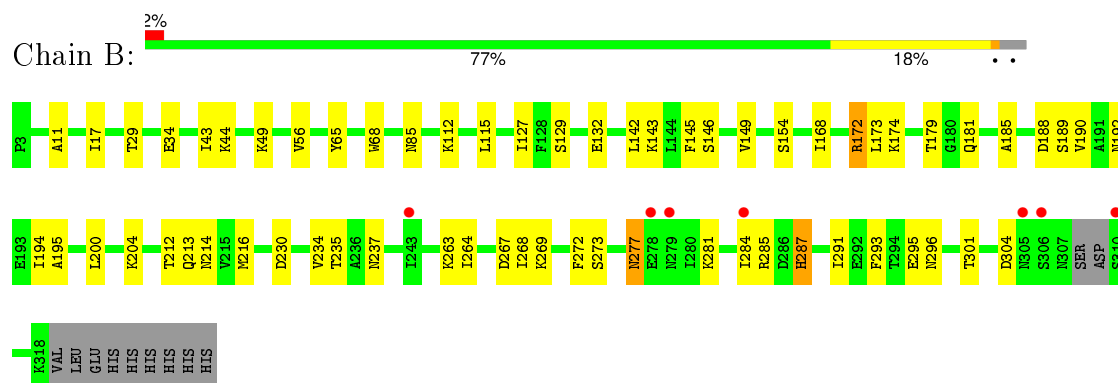 2%
Chain B:
77% 18% • •
P3 A11 I17 T29 E34 I43 K44 K49 V56 Y65 W68 N85 K112 L115 I127 F128 S129 E132 L142 K143 L144 F145 S146 V149 S154 I168 R172 L173 K174 T179 G180 Q181 A185 D188 S189 V190 A191 N192
E193 I194 A195 L200 K204 T212 Q213 N214 V215 M216 D230 V234 T235 A236 N237 I243 K263 I264 D267 I268 K269 F272 S273 N277 E278 N279 I280 K281 I284 R285 D286 H287 I291 E292 F293 T294 E295 N296 T301 D304 N305 S306 N307 SER ASP S310
K318 VAL LEU GLU HIS HIS HIS HIS HIS HIS